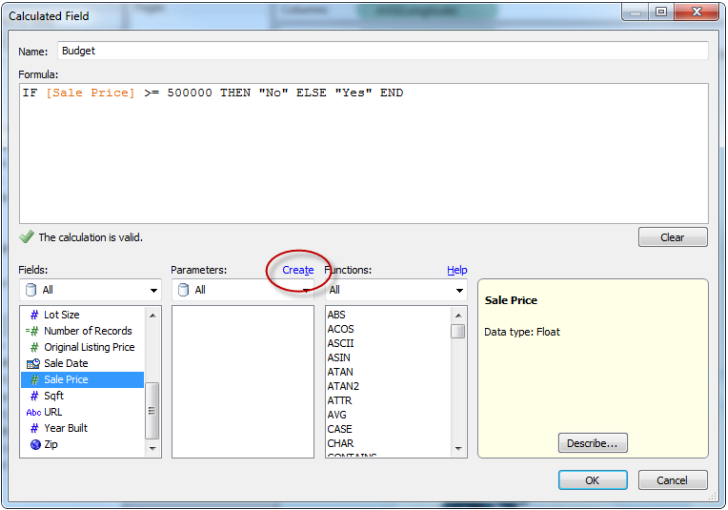 Calculated Field
Name: Budget
Formula:
IF [Sale Price] >= 500000 THEN "No" ELSE "Yes" END
The calculation is valid.
Clear
Fields:
All
# Lot Size
=# Number of Records
# Original Listing Price
Sale Date
# Sale Price
# Sqft
Abc URL
# Year Built
Zip
Parameters: Create
All
Functions: Help
All
ABS
ACOS
ASCII
ASIN
ATAN
ATAN2
ATTR
AVG
CASE
CHAR
CONTAINS
Sale Price
Data type: Float
Describe...
OK
Cancel